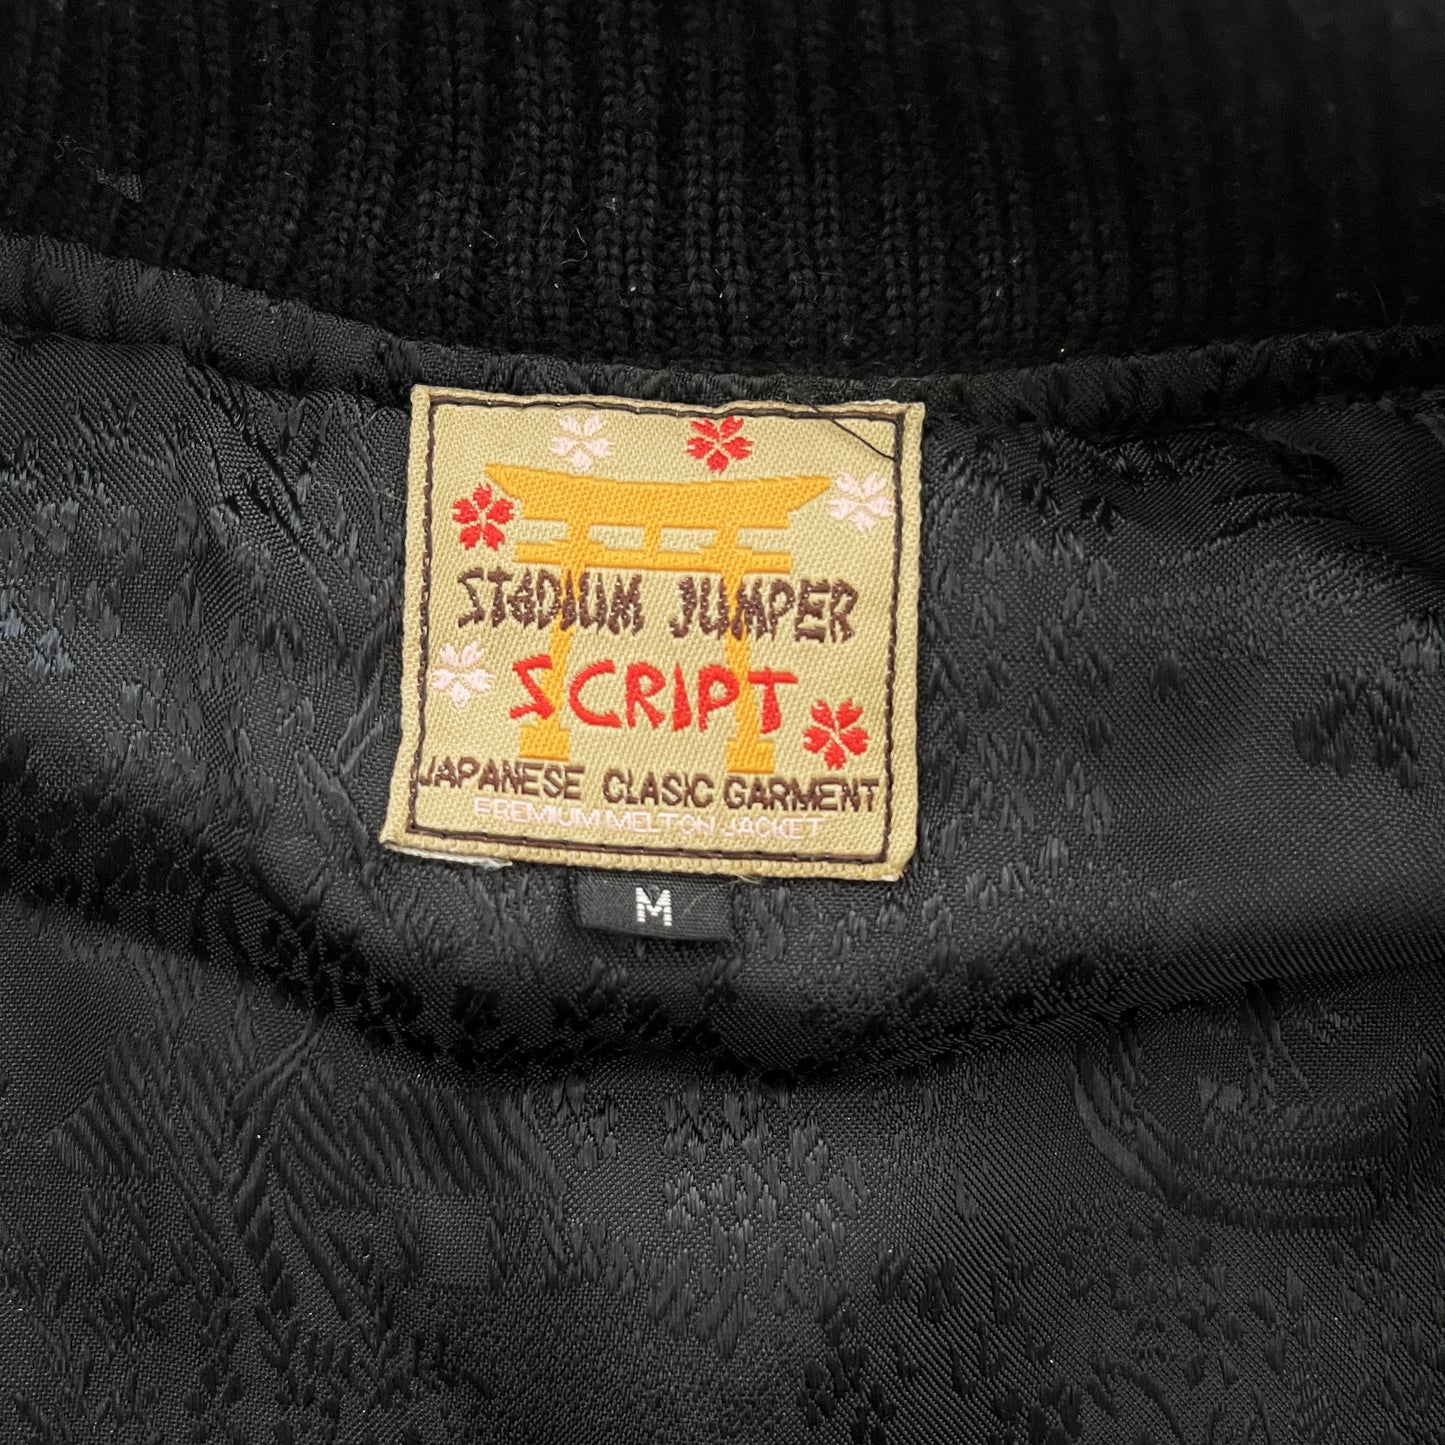 STADIUM JUMPER
SCRIPT
JAPANESE CLASIC GARMENT
PREMIUM MELTON JACKET
M